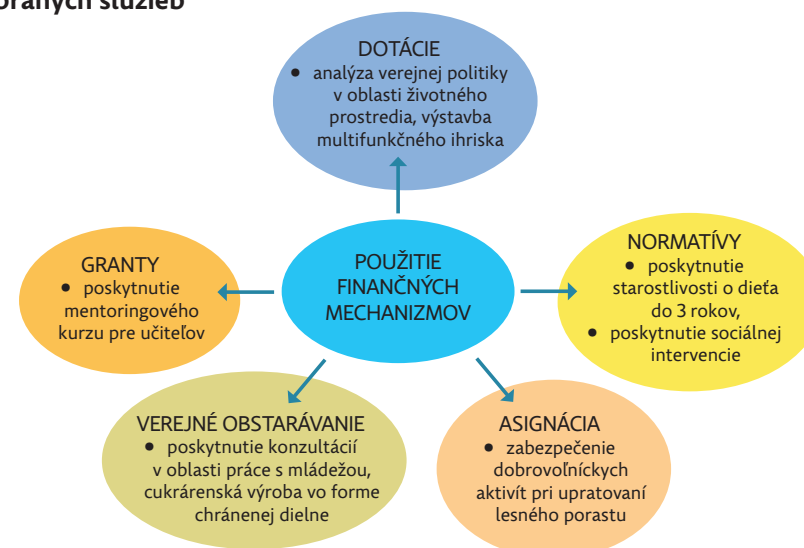 služieb
DOTÁCIE
• analýza verejnej politiky
v oblasti životného
prostredia, výstavba
multifunkčného ihriska
GRANTY
• poskytnutie
mentoringového
kurzu pre učiteľov
POUŽITIE
FINANČNÝCH
MECHANIZMOV
NORMATÍVY
• poskytnutie
starostlivosti o dieťa
do 3 rokov,
• poskytnutie sociálnej
intervencie
VEREJNÉ OBSTARÁVANIE
• poskytnutie konzultácií
v oblasti práce s mládežou,
cukrárenská výroba vo forme
chránenej dielne
ASIGNÁCIA
• zabezpečenie
dobrovoľníckych
aktivít pri upratovaní
lesného porastu